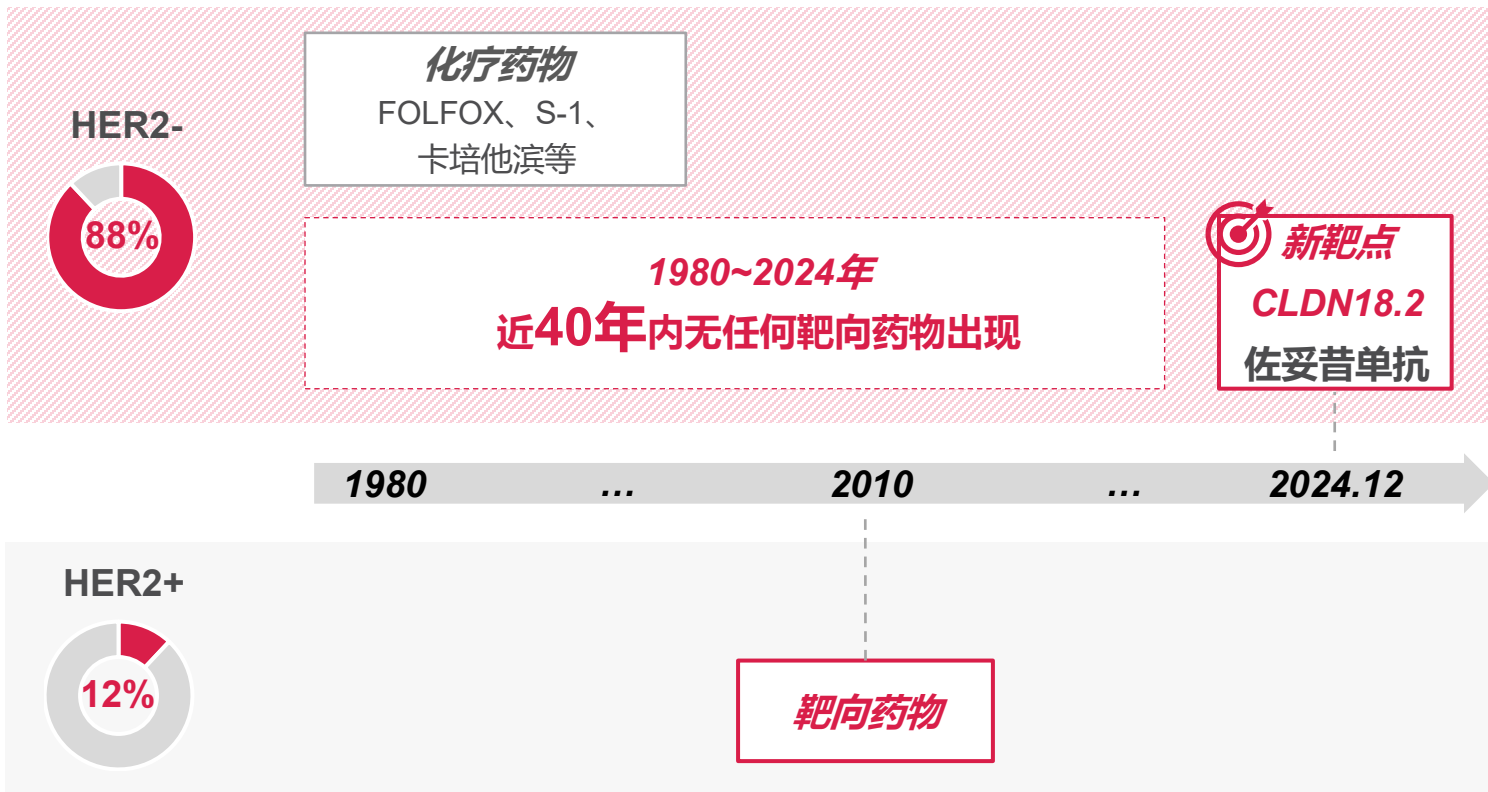 化疗药物
FOLFOX、S-1、
卡培他滨等
HER2-
88%
1980~2024年
近40年内无任何靶向药物出现
新靶点
CLDN18.2
佐妥昔单抗
1980 … 2010 … 2024.12
HER2+
12%
靶向药物